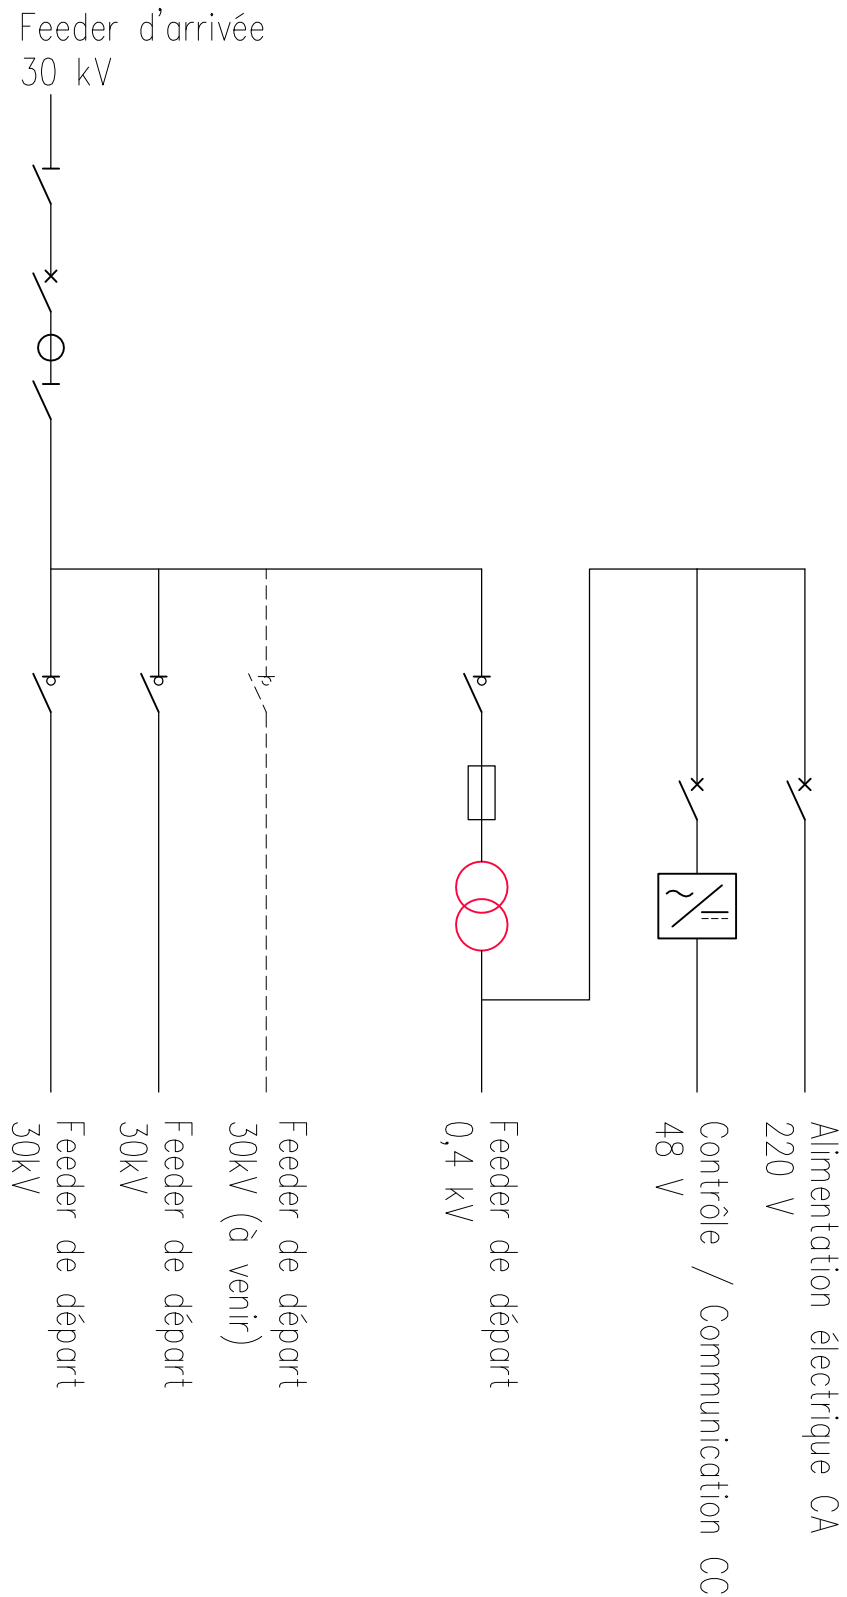 Feeder d'arrivée
30 kV
Feeder de départ
30kV
Feeder de départ
30kV
Feeder de départ
30kV (à venir)
Feeder de départ
0,4 kV
Contrôle / Communication CC
48 V
Alimentation électrique CA
220 V